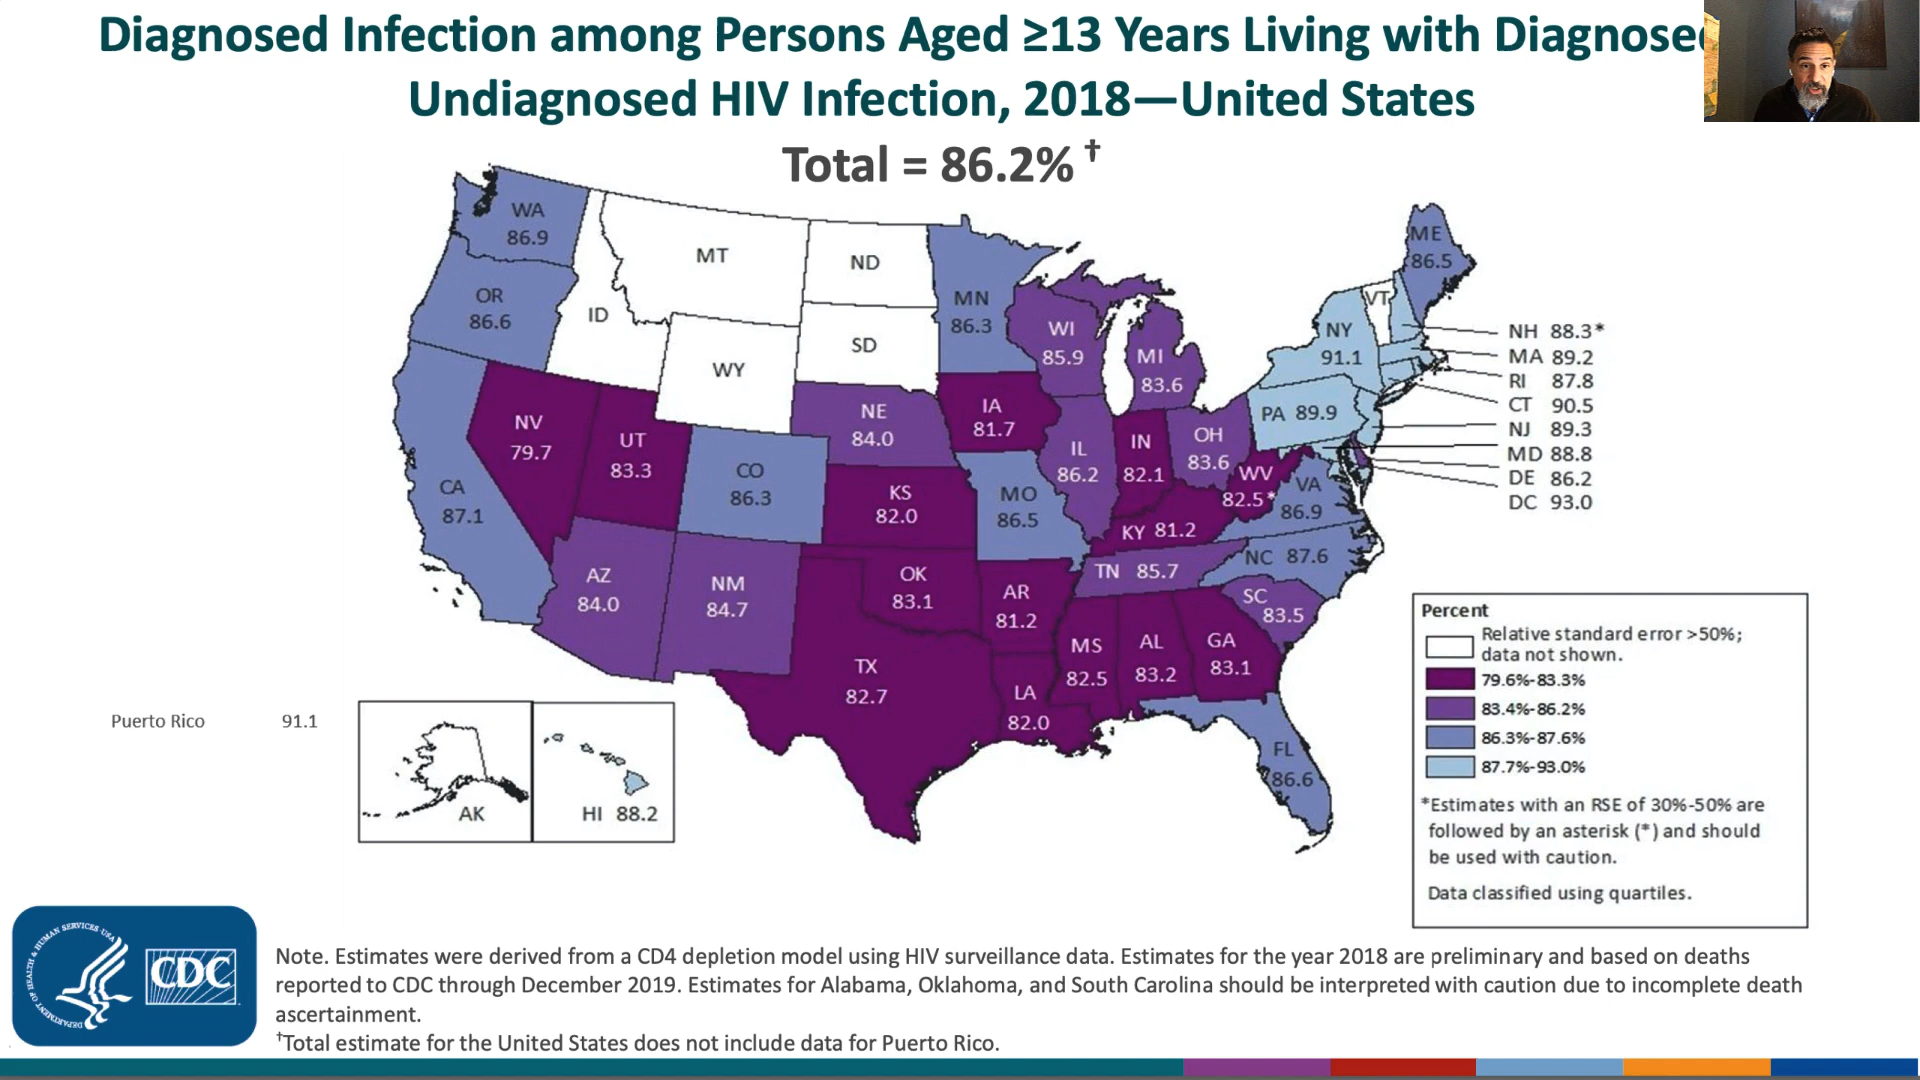 Diagnosed Infection among Persons Aged ≥13 Years Living with Diagnosed
Undiagnosed HIV Infection, 2018—United States
Total = 86.2% †
WA
86.9
OR
86.6
CA
87.1
ID
MT
WY
ND
SD
NV
79.7
UT
83.3
CO
86.3
AZ
84.0
NM
84.7
NE
84.0
KS
82.0
OK
83.1
TX
82.7
MN
86.3
IA
81.7
MO
86.5
AR
81.2
LA
82.0
WI
85.9
IL
86.2
MI
83.6
IN
82.1
OH
83.6
KY 81.2
TN 85.7
MS
82.5
AL
83.2
GA
83.1
FL
86.6
SC
83.5
NC 87.6
WV
82.5*
VA
86.9
PA 89.9
NY
91.1
VT
ME
86.5
NH 88.3*
MA 89.2
RI 87.8
CT 90.5
NJ 89.3
MD 88.8
DE 86.2
DC 93.0
Puerto Rico 91.1
AK
HI 88.2
Percent
Relative standard error >50%;
data not shown.
79.6%-83.3%
83.4%-86.2%
86.3%-87.6%
87.7%-93.0%
*Estimates with an RSE of 30%-50% are
followed by an asterisk (*) and should
be used with caution.
Data classified using quartiles.
DEPARTMENT OF HEALTH & HUMAN SERVICES·USA
CDC
Note. Estimates were derived from a CD4 depletion model using HIV surveillance data. Estimates for the year 2018 are preliminary and based on deaths
reported to CDC through December 2019. Estimates for Alabama, Oklahoma, and South Carolina should be interpreted with caution due to incomplete death
ascertainment.
†Total estimate for the United States does not include data for Puerto Rico.